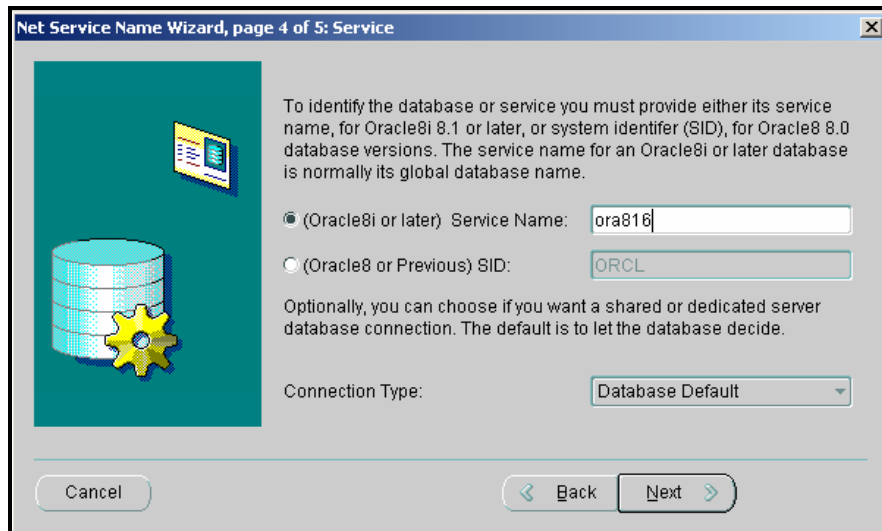 Net Service Name Wizard, page 4 of 5: Service
To identify the database or service you must provide either its service
name, for Oracle8i 8.1 or later, or system identifer (SID), for Oracle8 8.0
database versions. The service name for an Oracle8i or later database
is normally its global database name.
(Oracle8i or later) Service Name: ora816
(Oracle8 or Previous) SID: ORCL
Optionally, you can choose if you want a shared or dedicated server
database connection. The default is to let the database decide.
Connection Type: Database Default
Cancel Back Next